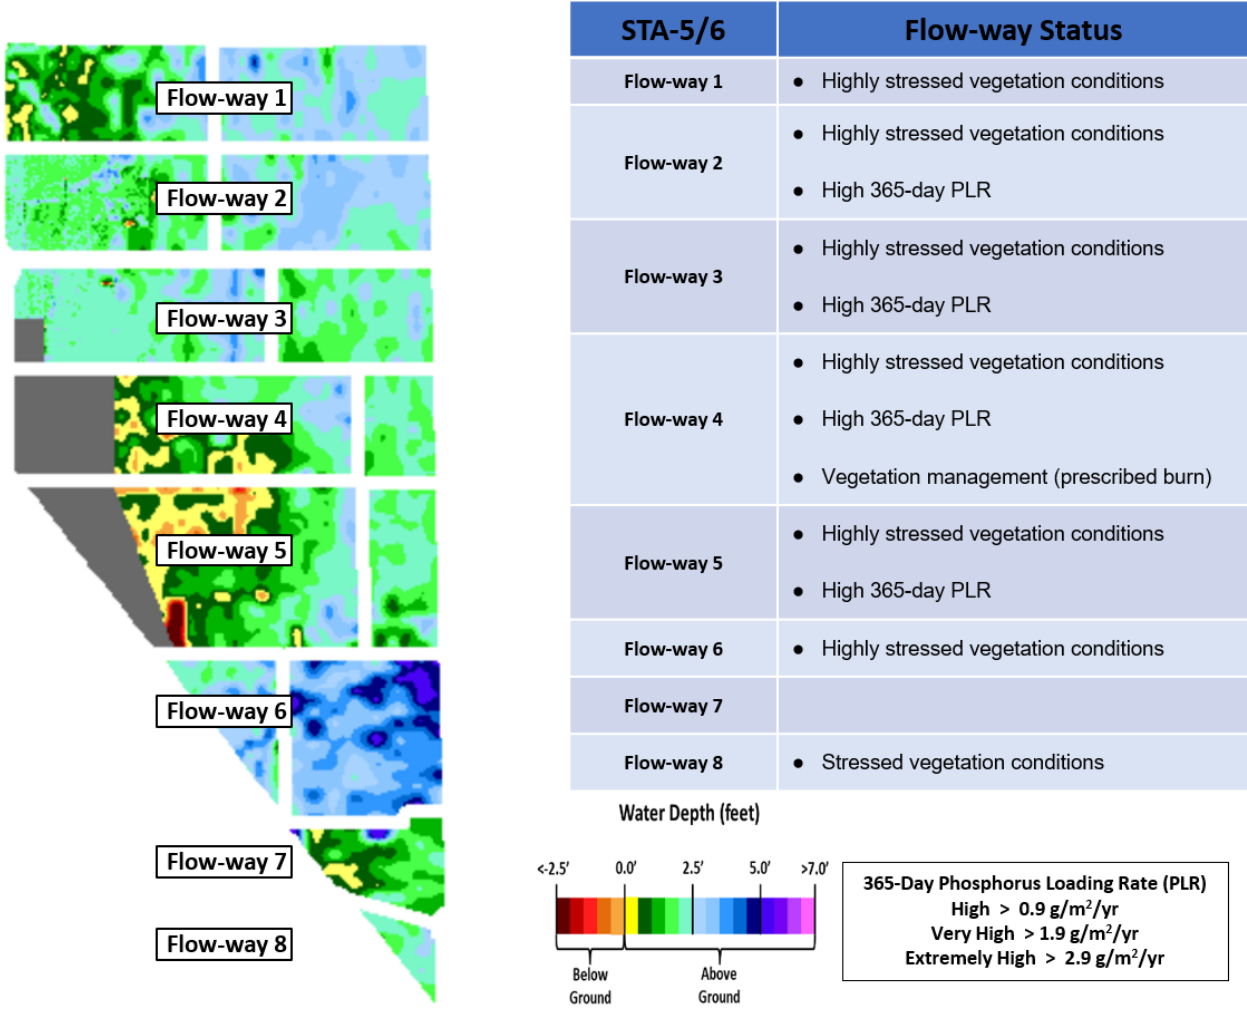 Flow-way 1
Flow-way 2
Flow-way 3
Flow-way 4
Flow-way 5
Flow-way 6
Flow-way 7
Flow-way 8
STA-5/6 Flow-way Status
Flow-way 1 ● Highly stressed vegetation conditions
Flow-way 2 ● Highly stressed vegetation conditions
● High 365-day PLR
Flow-way 3 ● Highly stressed vegetation conditions
● High 365-day PLR
Flow-way 4 ● Highly stressed vegetation conditions
● High 365-day PLR
● Vegetation management (prescribed burn)
Flow-way 5 ● Highly stressed vegetation conditions
● High 365-day PLR
Flow-way 6 ● Highly stressed vegetation conditions
Flow-way 7
Flow-way 8 ● Stressed vegetation conditions
Water Depth (feet)
<-2.5' 0.0' 2.5' 5.0' >7.0'
Below Ground
Above Ground
365-Day Phosphorus Loading Rate (PLR)
High > 0.9 g/m²/yr
Very High > 1.9 g/m²/yr
Extremely High > 2.9 g/m²/yr